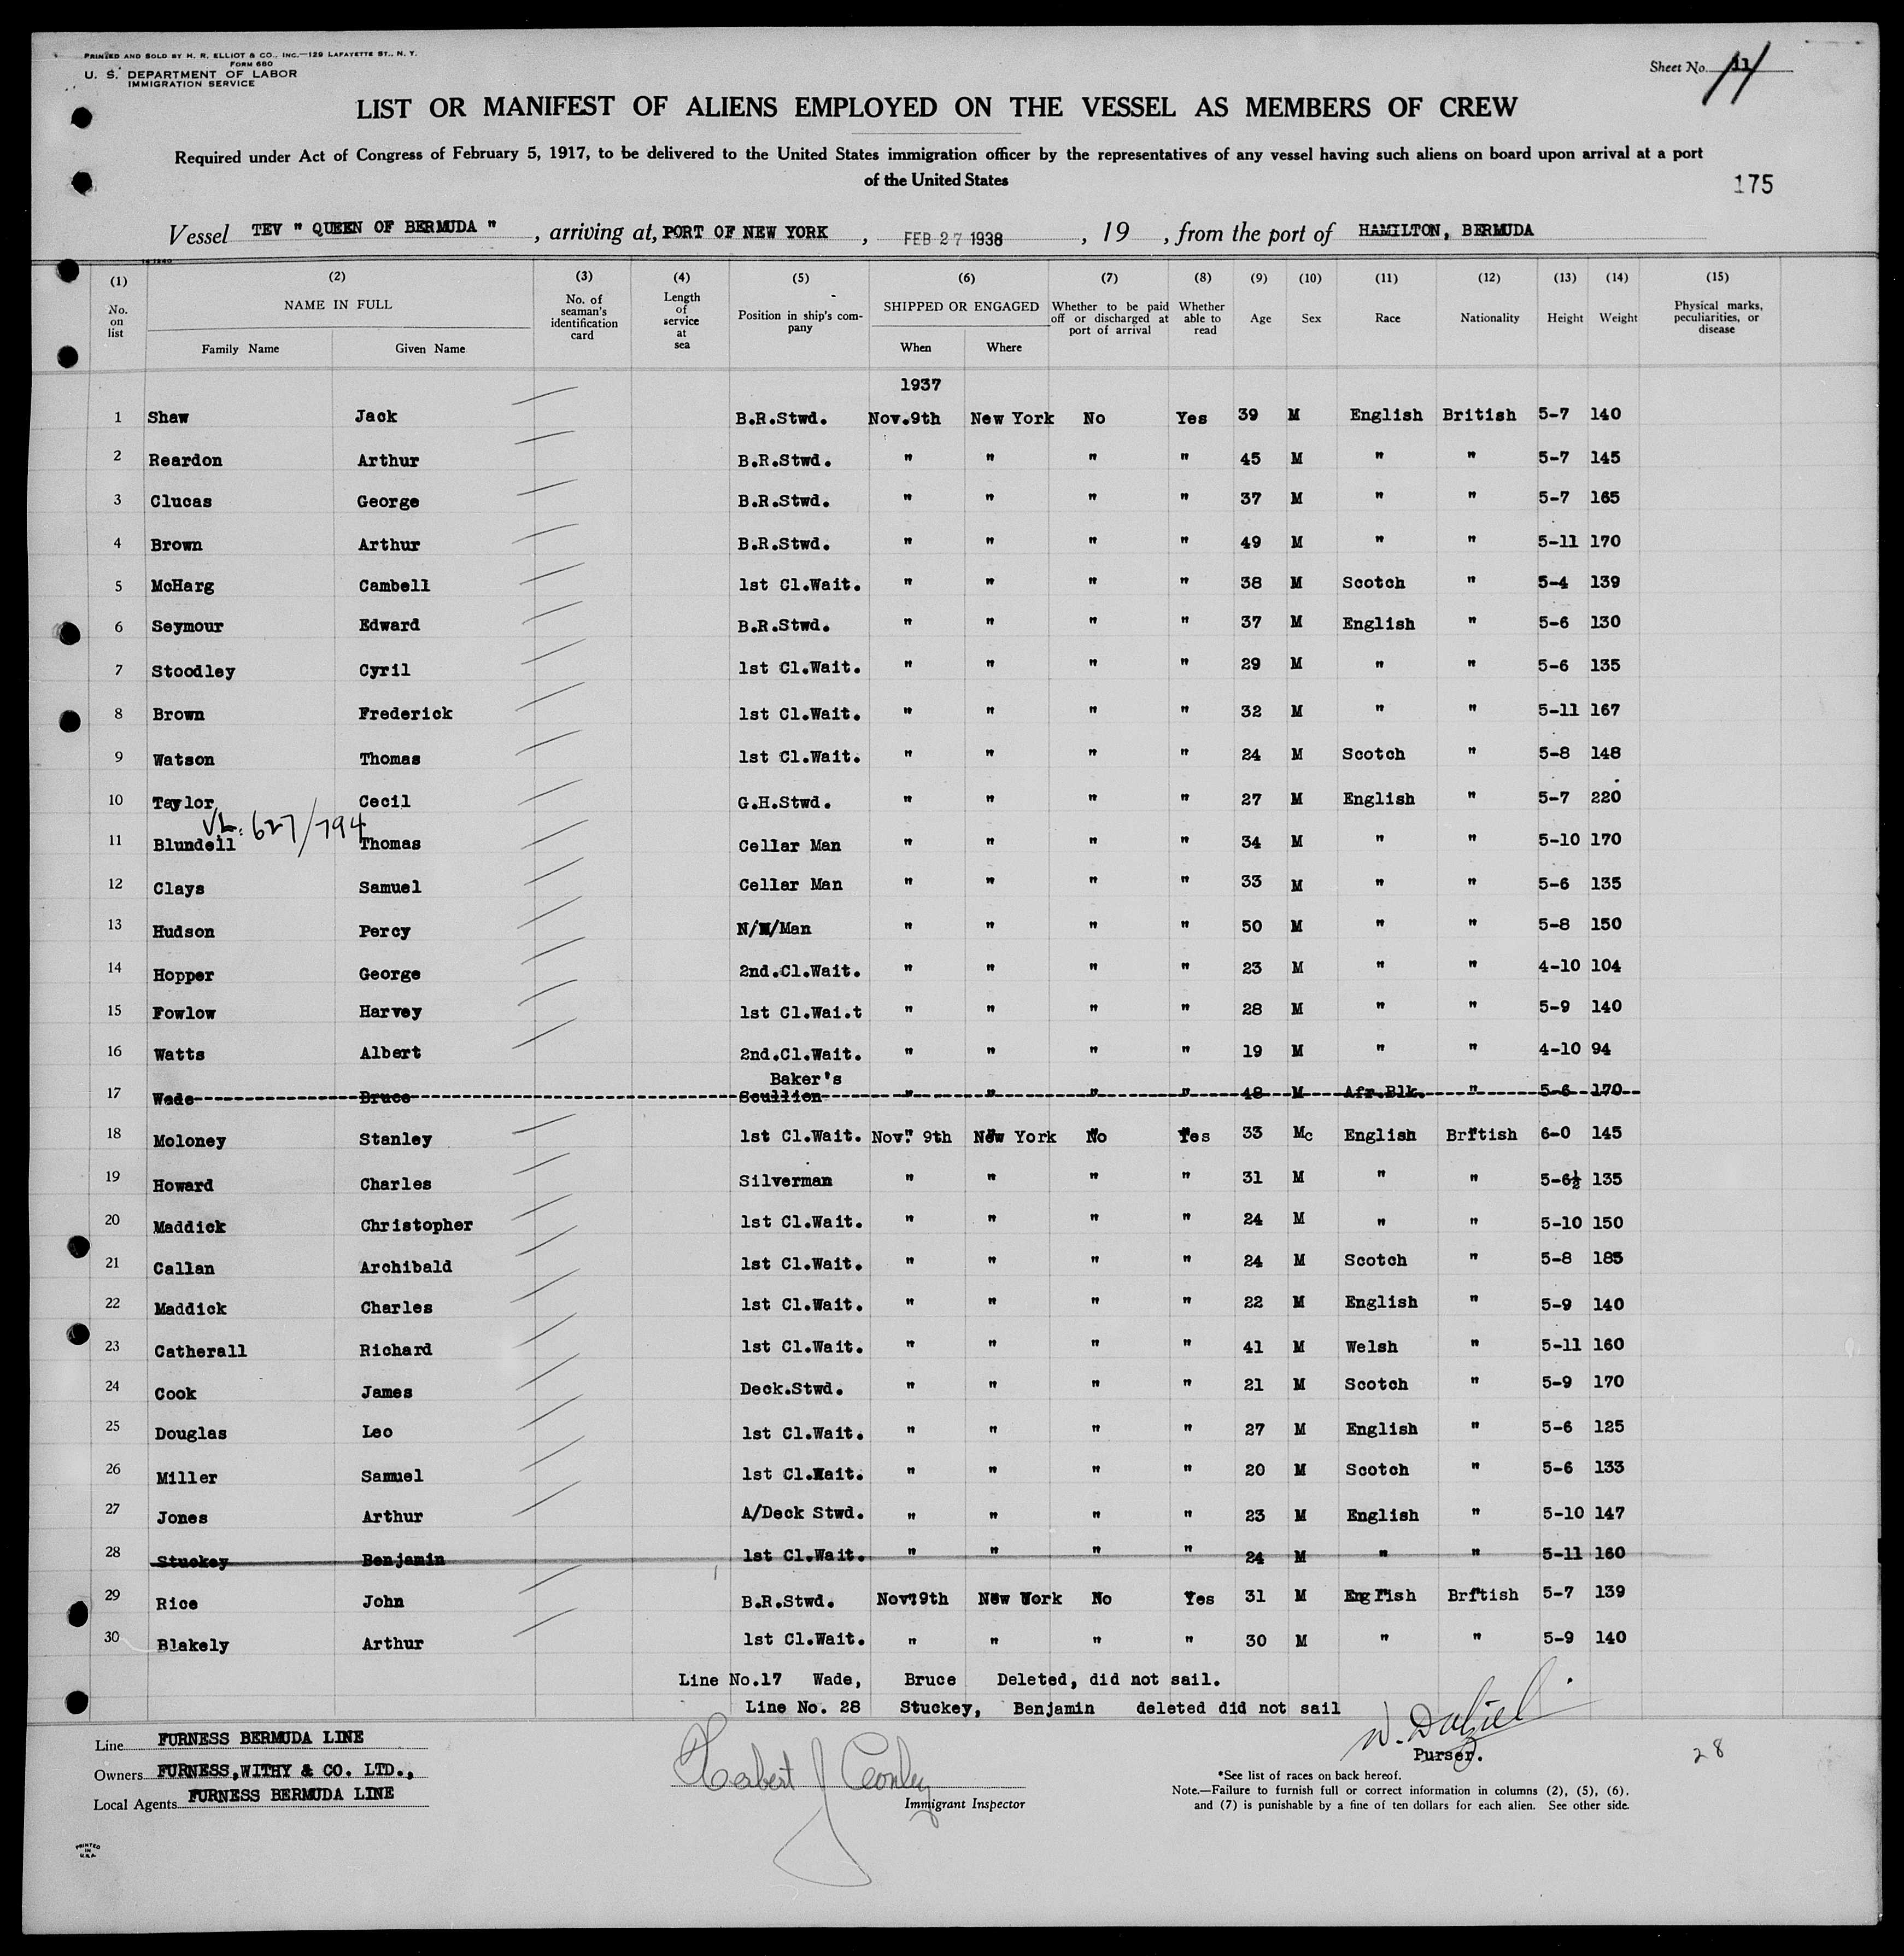 PRINTED AND SOLD BY H. R. ELLIOT & CO., INC.—129 LAFAYETTE ST., N. Y.
FORM 680
U. S. DEPARTMENT OF LABOR
IMMIGRATION SERVICE
Sheet No. 11
LIST OR MANIFEST OF ALIENS EMPLOYED ON THE VESSEL AS MEMBERS OF CREW
Required under Act of Congress of February 5, 1917, to be delivered to the United States immigration officer by the representatives of any vessel having such aliens on board upon arrival at a port
of the United States
175
Vessel TEV " QUEEN OF BERMUDA " , arriving at, PORT OF NEW YORK , FEB 27 1938 , 19 , from the port of HAMILTON, BERMUDA
(1) (2) (3) (4) (5) (6) (7) (8) (9) (10) (11) (12) (13) (14) (15)
No. on list NAME IN FULL Family Name Given Name No. of seaman's identification card Length of service at sea Position in ship's company SHIPPED OR ENGAGED When Where Whether to be paid off or discharged at port of arrival Whether able to read Age Sex Race Nationality Height Weight Physical marks, peculiarities, or disease
1937
1 Shaw Jack B.R.Stwd. Nov.9th New York No Yes 39 M English British 5-7 140
2 Reardon Arthur B.R.Stwd. " " " " 45 M " " 5-7 145
3 Clucas George B.R.Stwd. " " " " 37 M " " 5-7 165
4 Brown Arthur B.R.Stwd. " " " " 49 M " " 5-11 170
5 McHarg Cambell 1st Cl.Wait. " " " " 38 M Scotch " 5-4 139
6 Seymour Edward B.R.Stwd. " " " " 37 M English " 5-6 130
7 Stoodley Cyril 1st Cl.Wait. " " " " 29 M " " 5-6 135
8 Brown Frederick 1st Cl.Wait. " " " " 32 M " " 5-11 167
9 Watson Thomas 1st Cl.Wait. " " " " 24 M Scotch " 5-8 148
10 Taylor Cecil G.H.Stwd. " " " " 27 M English " 5-7 220
627/794
11 Blundell Thomas Cellar Man " " " " 34 M " " 5-10 170
12 Clays Samuel Cellar Man " " " " 33 M " " 5-6 135
13 Hudson Percy N/W/Man " " " " 50 M " " 5-8 150
14 Hopper George 2nd.Cl.Wait. " " " " 23 M " " 4-10 104
15 Fowlow Harvey 1st Cl.Wai.t " " " " 28 M " " 5-9 140
16 Watts Albert 2nd.Cl.Wait. " " " " 19 M " " 4-10 94
17 Wade Bruce Baker's Scullion " " " " 48 M Afr.Blk. " 5-6 170
18 Moloney Stanley 1st Cl.Wait. Nov. 9th New York No Yes 33 Mc English British 6-0 145
19 Howard Charles Silverman " " " " 31 M " " 5-6½ 135
20 Maddick Christopher 1st Cl.Wait. " " " " 24 M " " 5-10 150
21 Callan Archibald 1st Cl.Wait. " " " " 24 M Scotch " 5-8 185
22 Maddick Charles 1st Cl.Wait. " " " " 22 M English " 5-9 140
23 Catherall Richard 1st Cl.Wait. " " " " 41 M Welsh " 5-11 160
24 Cook James Deck.Stwd. " " " " 21 M Scotch " 5-9 170
25 Douglas Leo 1st Cl.Wait. " " " " 27 M English " 5-6 125
26 Miller Samuel 1st Cl.Wait. " " " " 20 M Scotch " 5-6 133
27 Jones Arthur A/Deck Stwd. " " " " 23 M English " 5-10 147
28 Stuckey Benjamin 1st Cl.Wait. " " " " 24 M " " 5-11 160
29 Rice John B.R.Stwd. Nov.9th New York No Yes 31 M English British 5-7 139
30 Blakely Arthur 1st Cl.Wait. " " " " 30 M " " 5-9 140
Line No.17 Wade, Bruce Deleted, did not sail.
Line No. 28 Stuckey, Benjamin deleted did not sail
Line FURNESS BERMUDA LINE
Owners FURNESS,WITHY & CO. LTD.,
Local Agents FURNESS BERMUDA LINE
Herbert J Conley
Immigrant Inspector
W. Dalziel
Purser.
28
*See list of races on back hereof.
Note.—Failure to furnish full or correct information in columns (2), (5), (6),
and (7) is punishable by a fine of ten dollars for each alien. See other side.
PRINTED
IN
U.S.A.